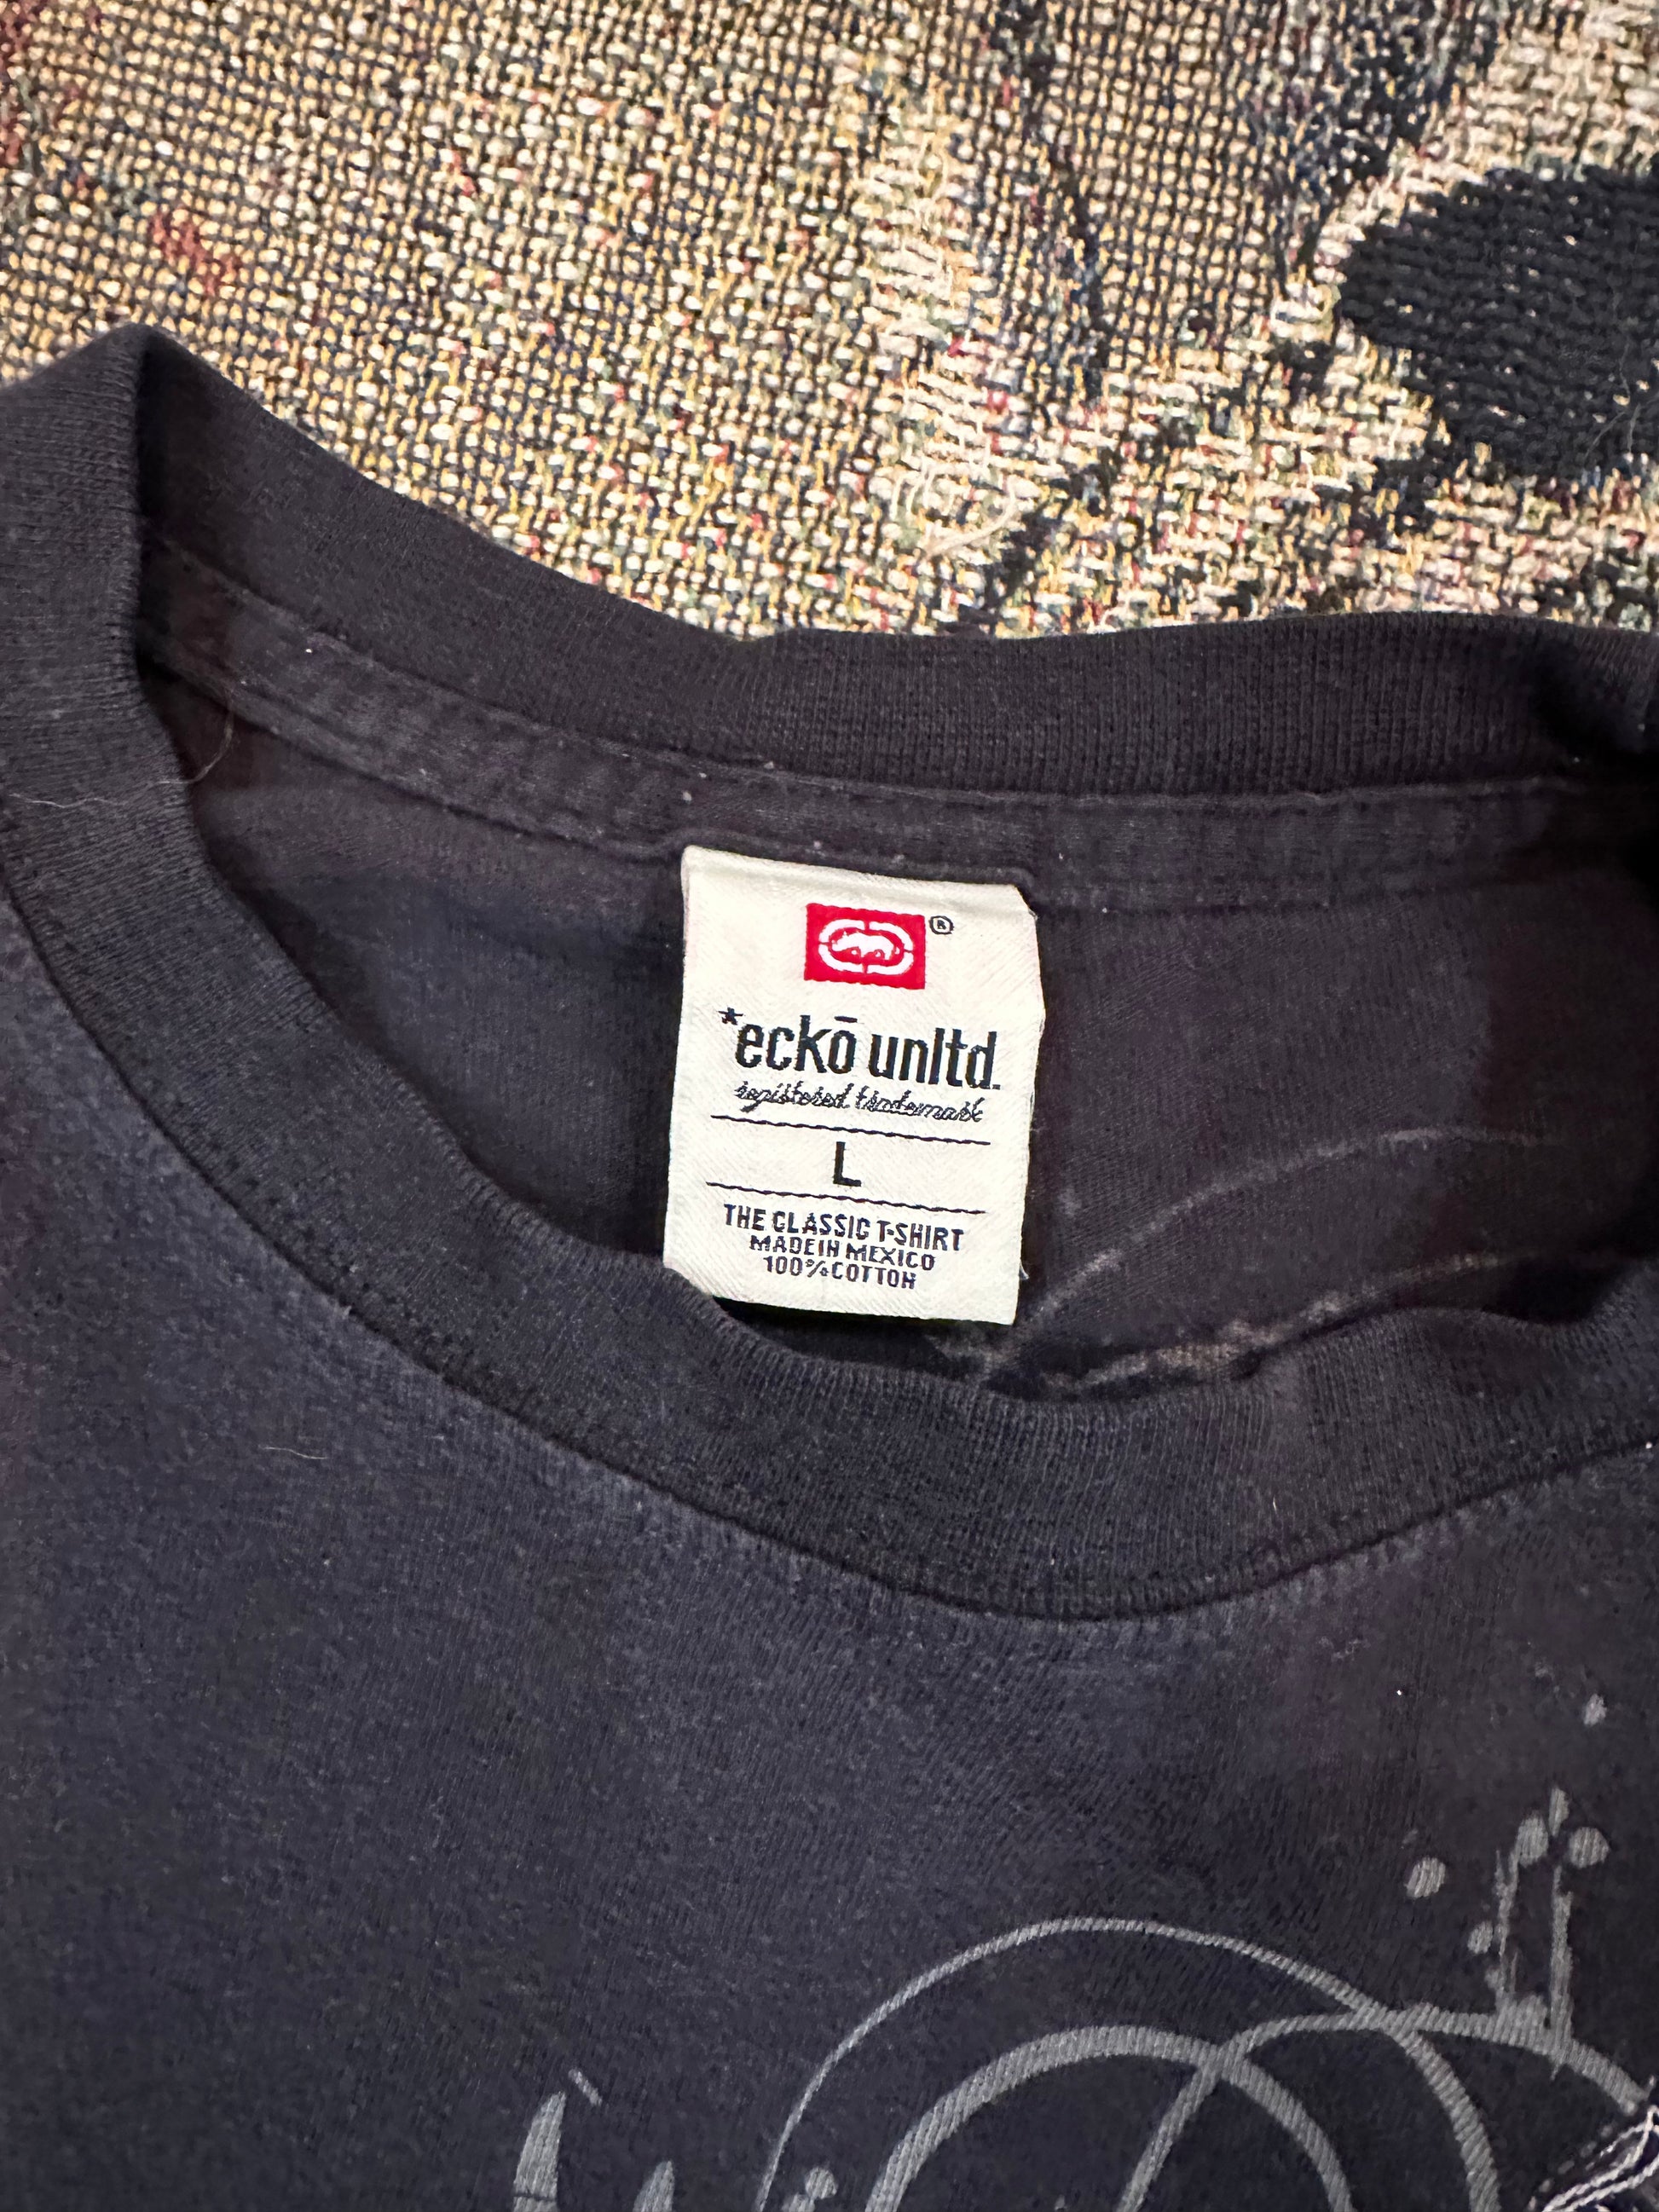 ®
*eckō unltd.
registered trademark
L
THE CLASSIC T-SHIRT
MADE IN MEXICO
100% COTTON